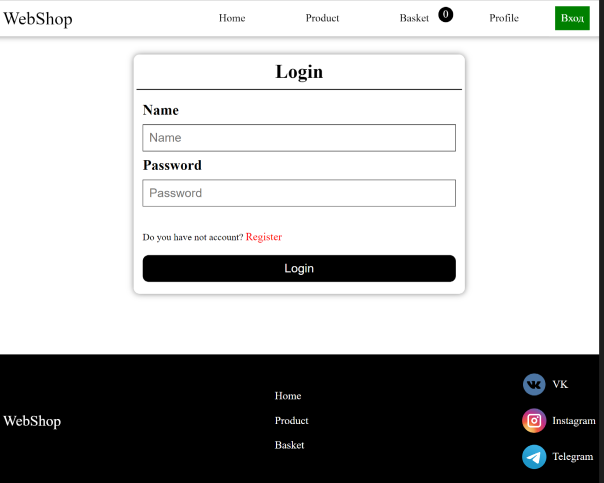 WebShop Home Product Basket 0 Profile Вход
Login
Name
Name
Password
Password
Do you have not account? Register
Login
WebShop
Home
Product
Basket
VK
Instagram
Telegram